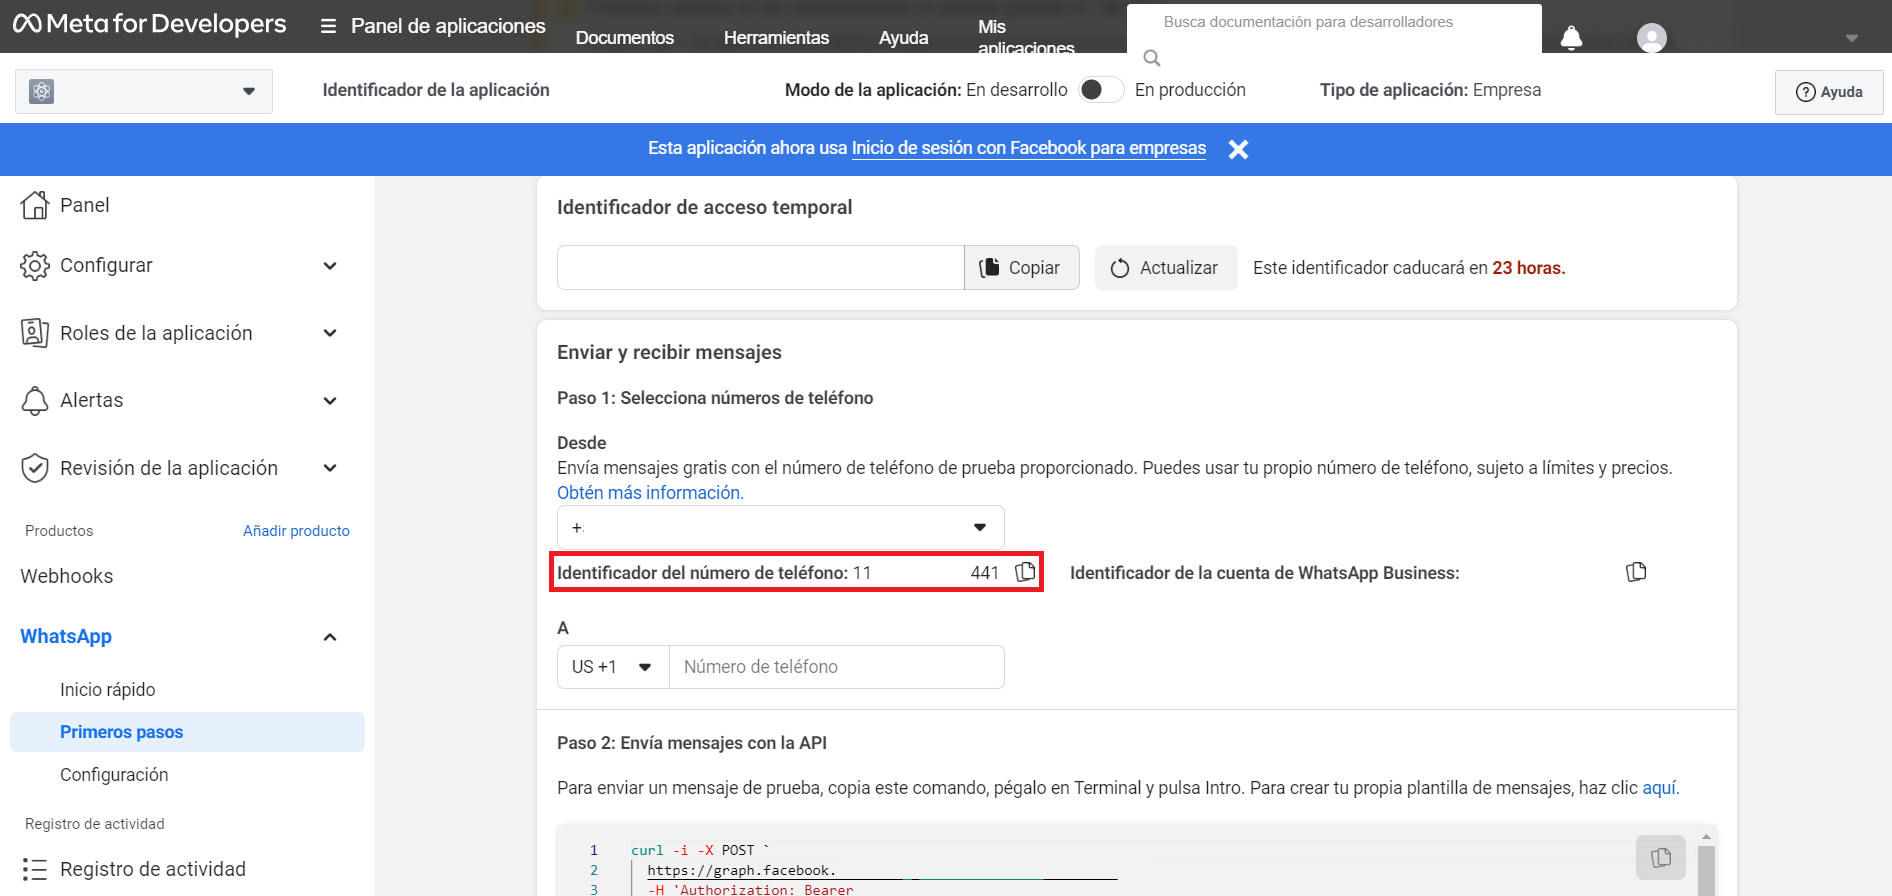 Meta for Developers
Panel de aplicaciones
Documentos
Herramientas
Ayuda
Mis
aplicaciones
Busca documentación para desarrolladores
Identificador de la aplicación
Modo de la aplicación: En desarrollo
En producción
Tipo de aplicación: Empresa
Ayuda
Esta aplicación ahora usa Inicio de sesión con Facebook para empresas
Panel
Configurar
Roles de la aplicación
Alertas
Revisión de la aplicación
Productos
Añadir producto
Webhooks
WhatsApp
Inicio rápido
Primeros pasos
Configuración
Registro de actividad
Registro de actividad
Identificador de acceso temporal
Copiar
Actualizar
Este identificador caducará en 23 horas.
Enviar y recibir mensajes
Paso 1: Selecciona números de teléfono
Desde
Envía mensajes gratis con el número de teléfono de prueba proporcionado. Puedes usar tu propio número de teléfono, sujeto a límites y precios.
Obtén más información.
+
Identificador del número de teléfono: 11 441
Identificador de la cuenta de WhatsApp Business:
A
US +1
Número de teléfono
Paso 2: Envía mensajes con la API
Para enviar un mensaje de prueba, copia este comando, pégalo en Terminal y pulsa Intro. Para crear tu propia plantilla de mensajes, haz clic aquí.
1 curl -i -X POST `
2 https://graph.facebook.
3 -H 'Authorization: Bearer